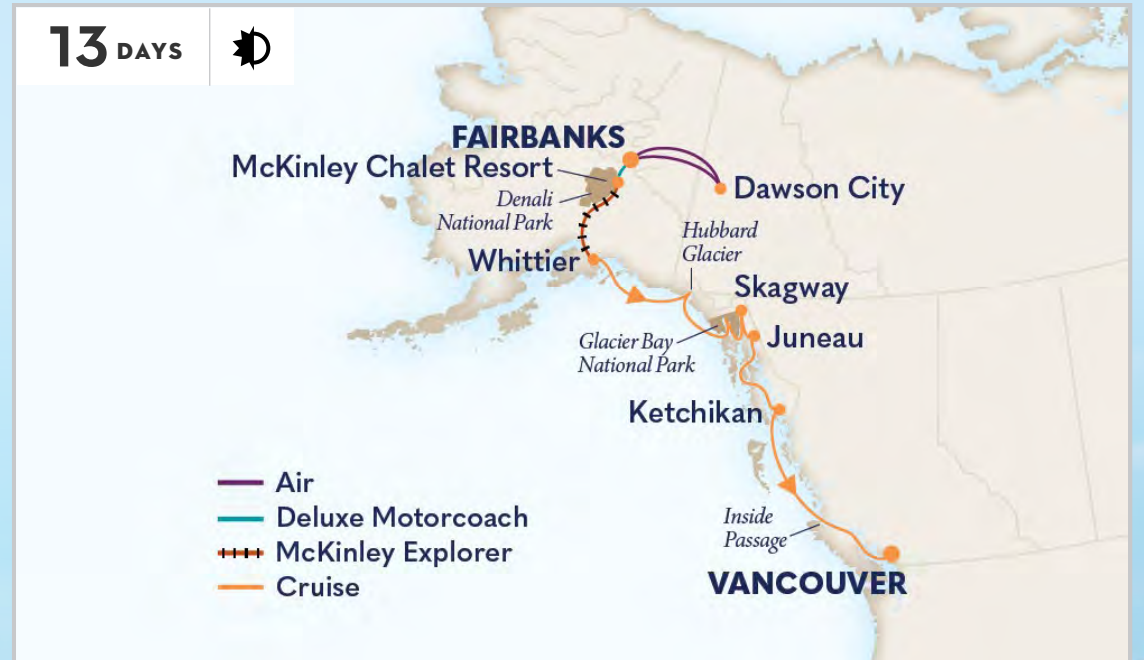 13 DAYS
FAIRBANKS
McKinley Chalet Resort
Denali
National Park
Dawson City
Hubbard
Glacier
Whittier
Skagway
Glacier Bay
National Park
Juneau
Ketchikan
Air
Deluxe Motorcoach
McKinley Explorer
Cruise
Inside
Passage
VANCOUVER